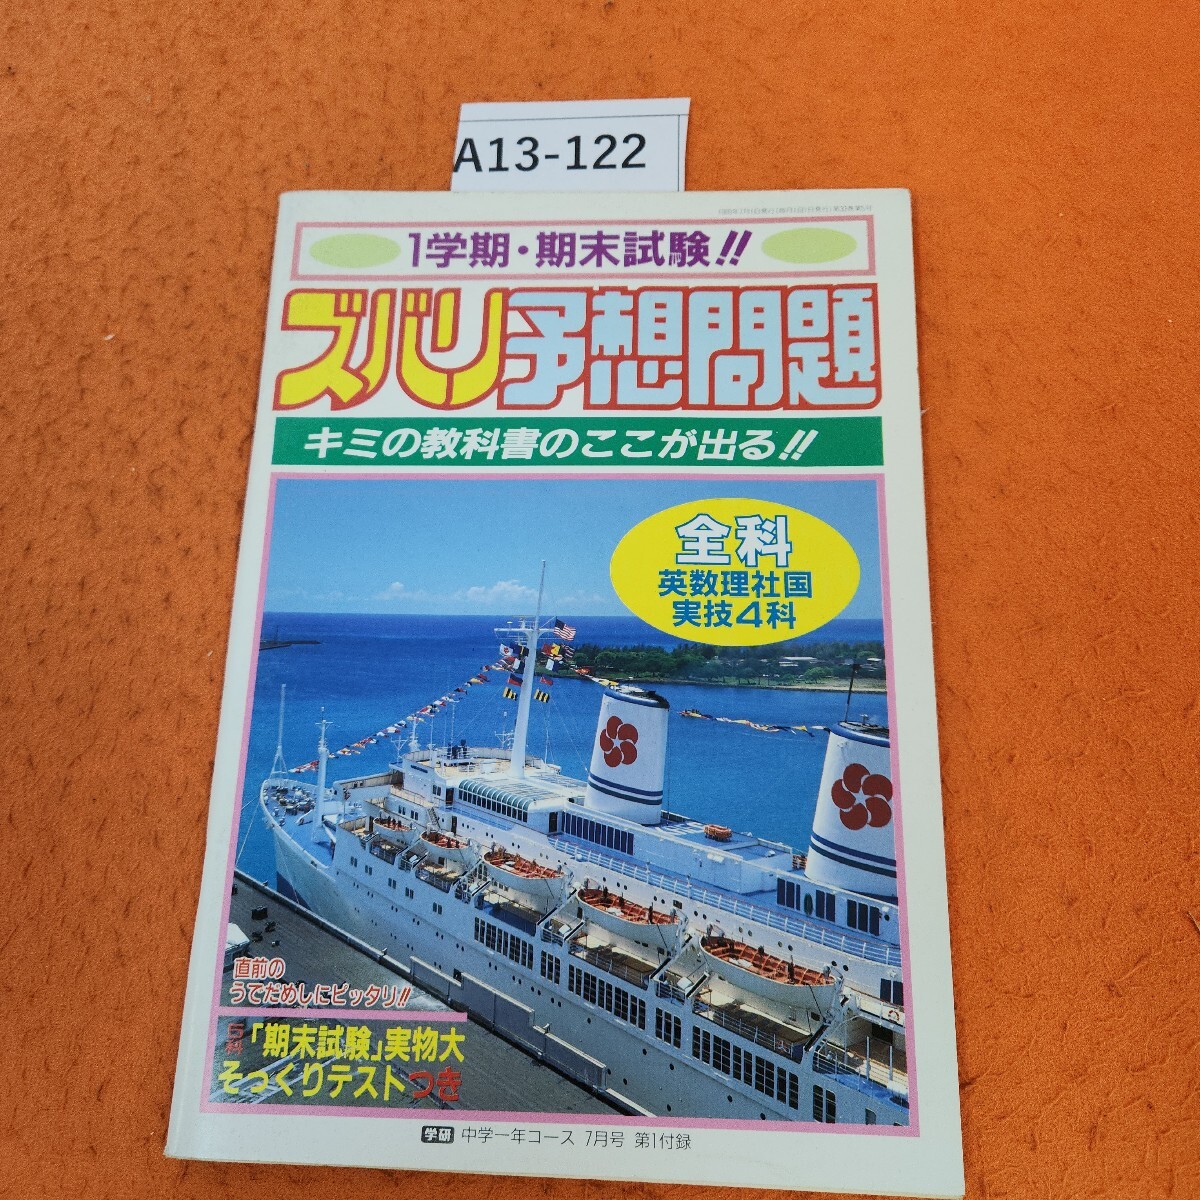 A13-122
1学期・期末試験!!
ズバリ予想問題
キミの教科書のここが出る!!
全科
英数理社国
実技4科
直前の
うでだめしにピッタリ!!
5科「期末試験」実物大
そっくりテストつき
学研 中学一年コース 7月号 第1付録